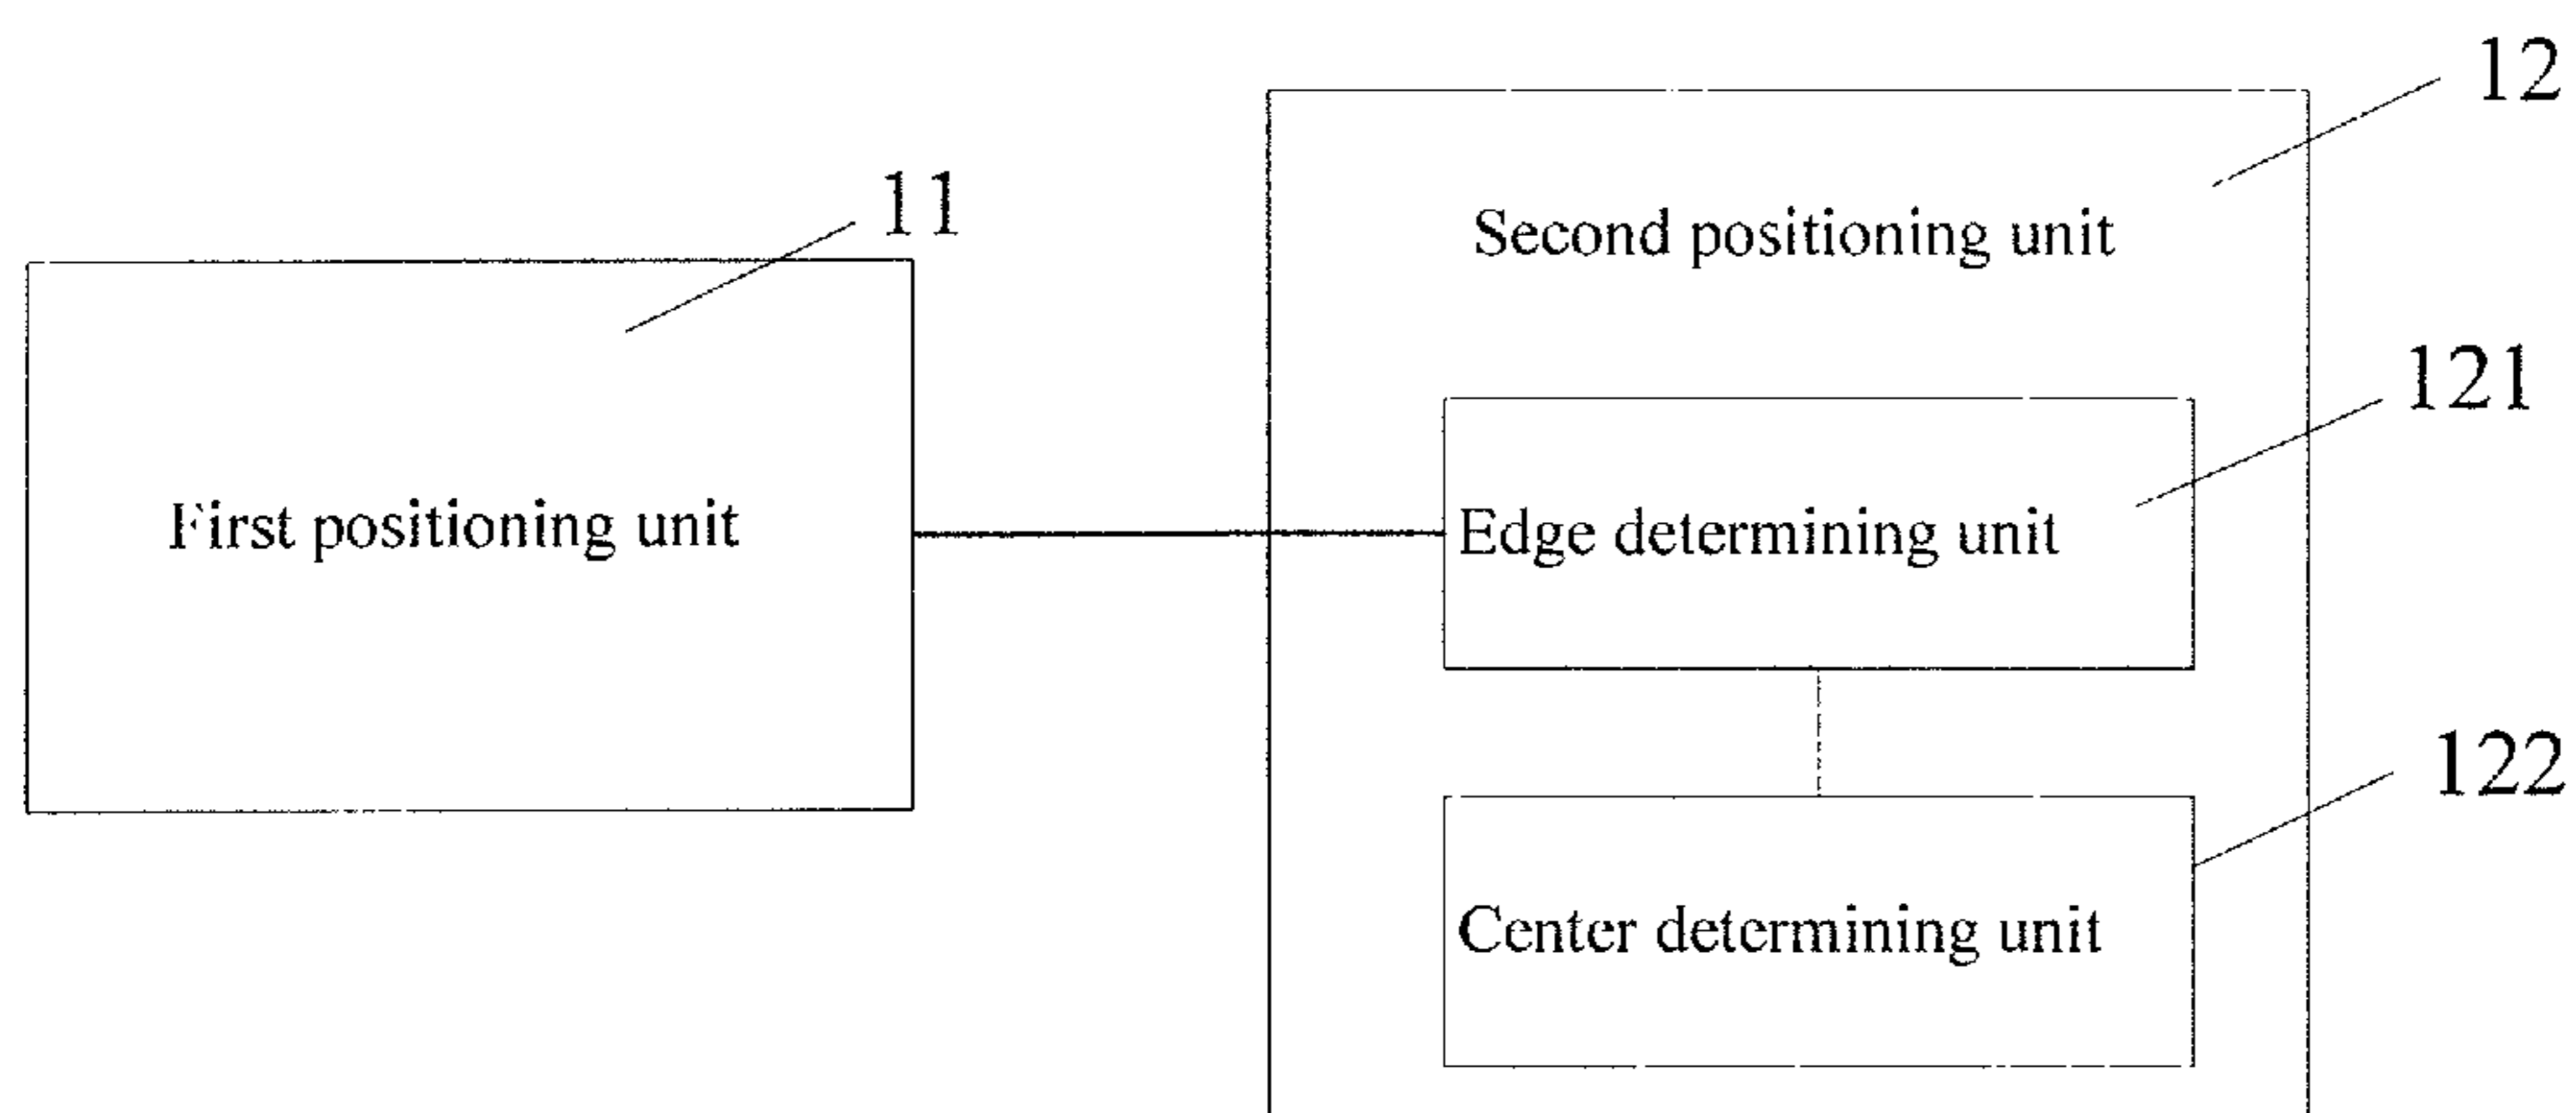 12
11
Second positioning unit
121
First positioning unit
Edge determining unit
122
Center determining unit